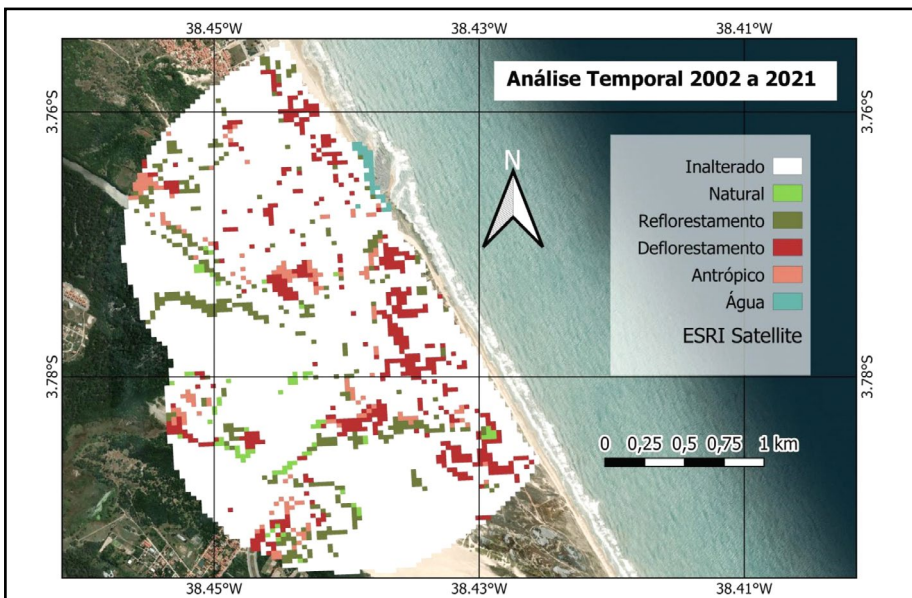 38.45°W 38.43°W 38.41°W
Análise Temporal 2002 a 2021
3.76°S
3.76°S
N
Inalterado
Natural
Reflorestamento
Deflorestamento
Antrópico
Água
ESRI Satellite
3.78°S
3.78°S
0 0,25 0,5 0,75 1 km
38.45°W 38.43°W 38.41°W